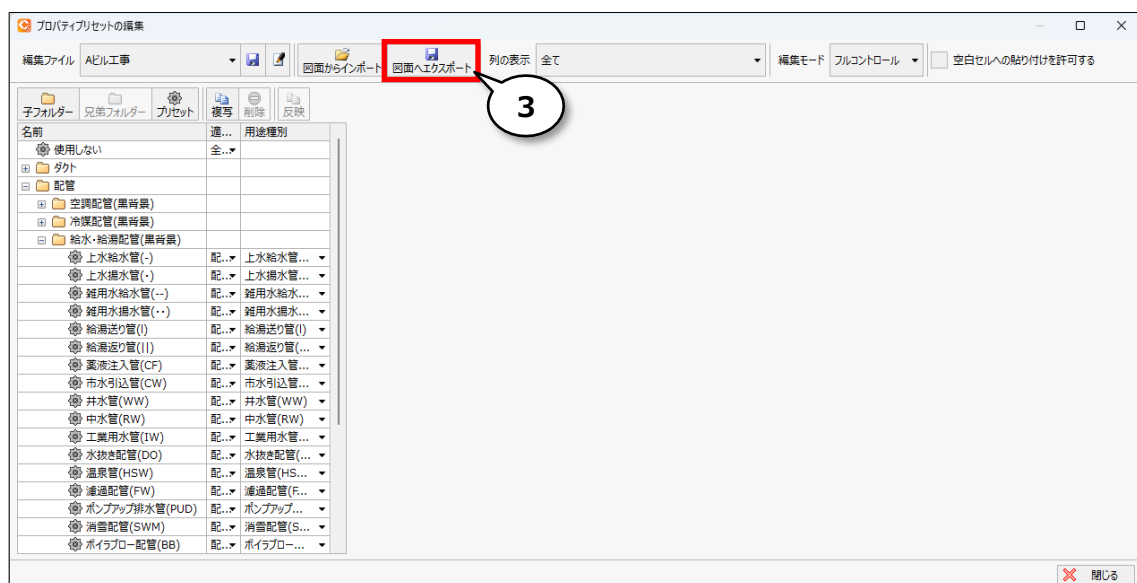 プロパティプリセットの編集
編集ファイル Aビル工事 図面からインポート 図面へエクスポート 列の表示 全て 編集モード フルコントロール 空白セルへの貼り付けを許可する
3
子フォルダー 兄弟フォルダー プリセット 複写 削除 反映
名前 適... 用途種別
使用しない 全...
ダクト
配管
空調配管(黒背景)
冷媒配管(黒背景)
給水・給湯配管(黒背景)
上水給水管(-) 配... 上水給水管...
上水揚水管(・) 配... 上水揚水管...
雑用水給水管(--) 配... 雑用水給水...
雑用水揚水管(・・) 配... 雑用水揚水...
給湯送り管(l) 配... 給湯送り管(l)
給湯返り管(||) 配... 給湯返り管(...
薬液注入管(CF) 配... 薬液注入管...
市水引込管(CW) 配... 市水引込管...
井水管(WW) 配... 井水管(WW)
中水管(RW) 配... 中水管(RW)
工業用水管(IW) 配... 工業用水管...
水抜き配管(DO) 配... 水抜き配管(...
温泉管(HSW) 配... 温泉管(HS...
濾過配管(FW) 配... 濾過配管(F...
ポンプアップ排水管(PUD) 配... ポンプアップ...
消雪配管(SWM) 配... 消雪配管(S...
ボイラブロー配管(BB) 配... ボイラブロー...
閉じる